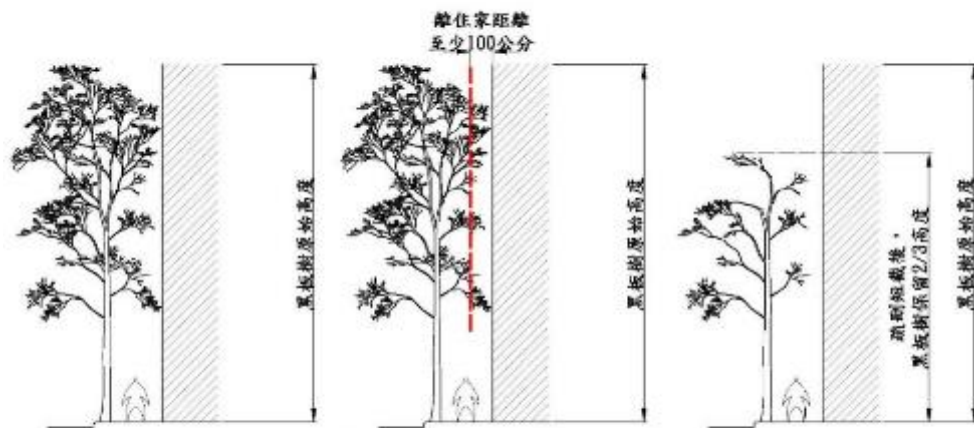 離住家距離
至少100公分
黑板樹原始高度
黑板樹原始高度
疏剪短截後，
黑板樹保留2/3高度
黑板樹原始高度